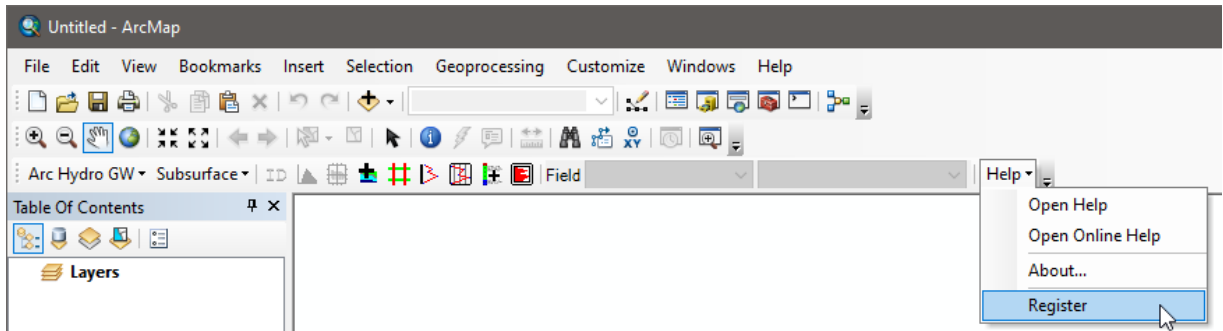 Untitled - ArcMap
File Edit View Bookmarks Insert Selection Geoprocessing Customize Windows Help
XY
Arc Hydro GW Subsurface ID Field Help
Table Of Contents
Open Help
Open Online Help
Layers
About...
Register